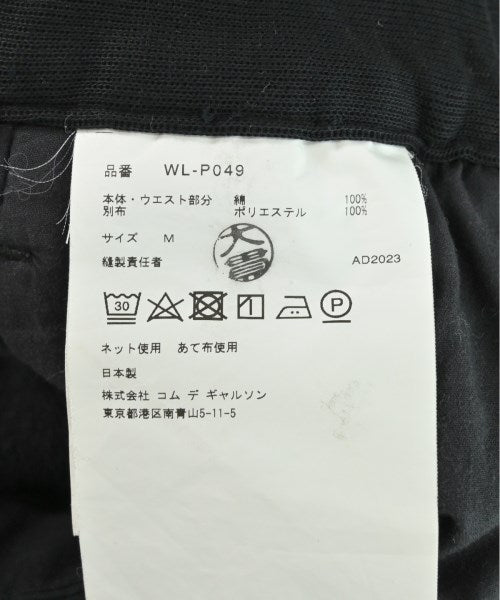 品番 WL-P049
本体・ウエスト部分 綿 100%
別布 ポリエステル 100%
サイズ M
縫製責任者 大貫 AD2023
30 1 P
ネット使用 あて布使用
日本製
株式会社 コム デ ギャルソン
東京都港区南青山5-11-5